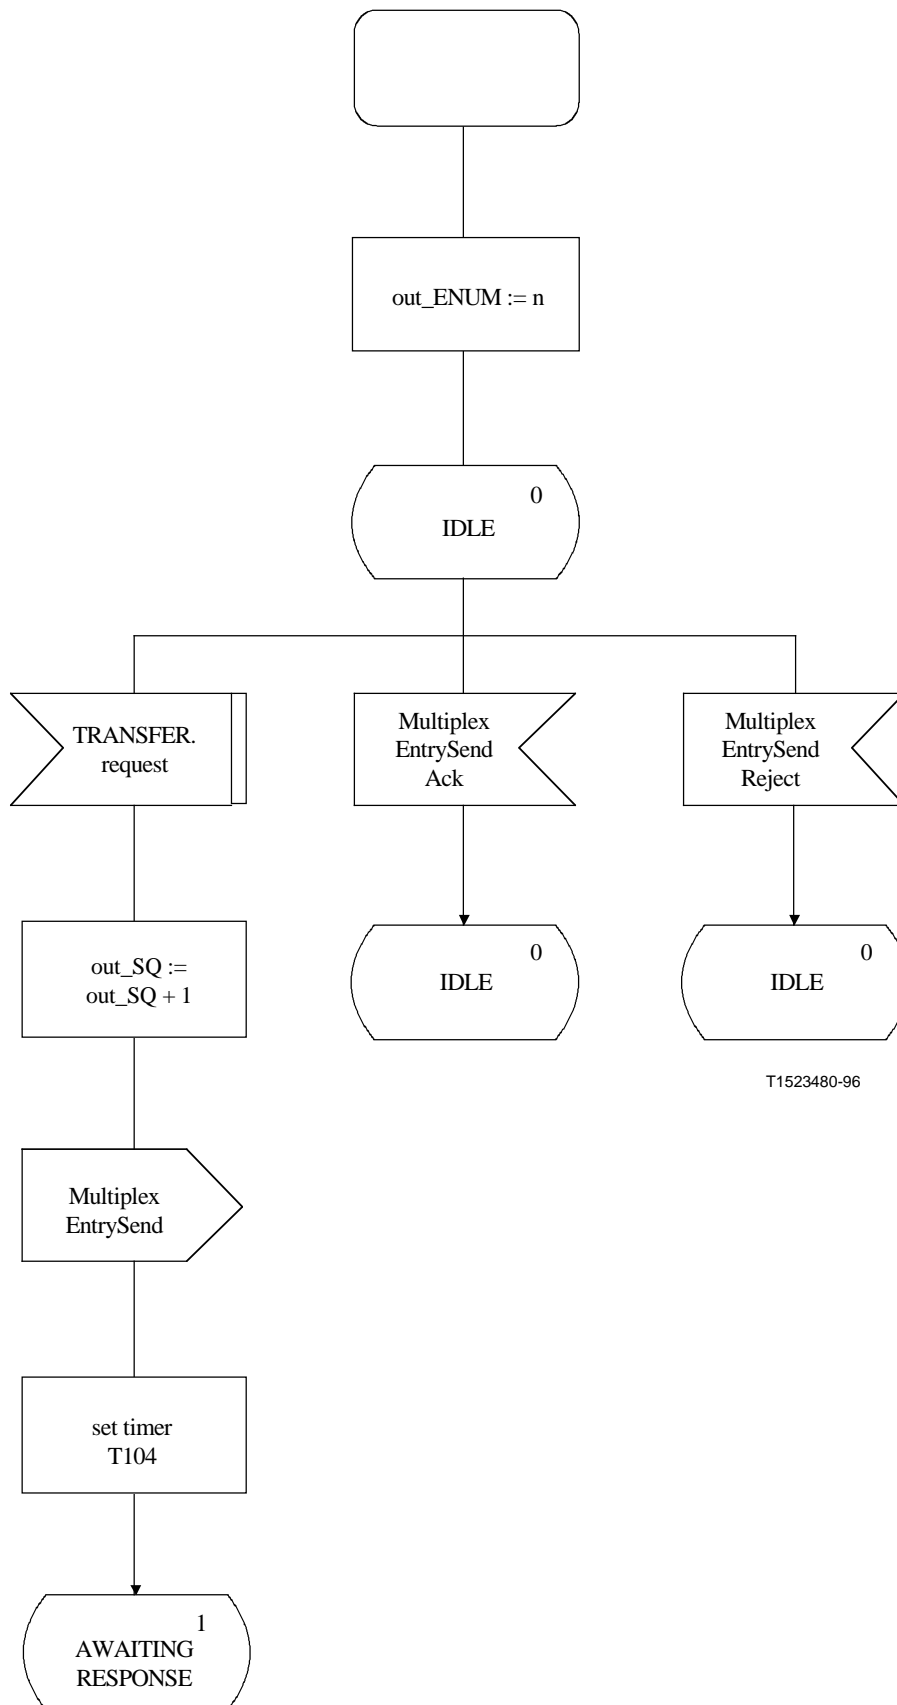 out_ENUM := n
0
IDLE
TRANSFER.
request
Multiplex
EntrySend
Ack
Multiplex
EntrySend
Reject
out_SQ :=
out_SQ + 1
0
IDLE
0
IDLE
T1523480-96
Multiplex
EntrySend
set timer
T104
1
AWAITING
RESPONSE